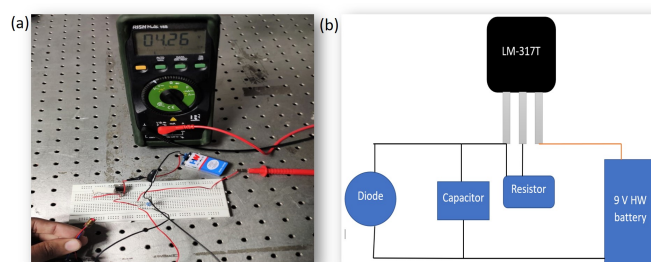 (a)
04.26
(b)
LM-317T
Diode
Capacitor
Resistor
9 V HW
battery